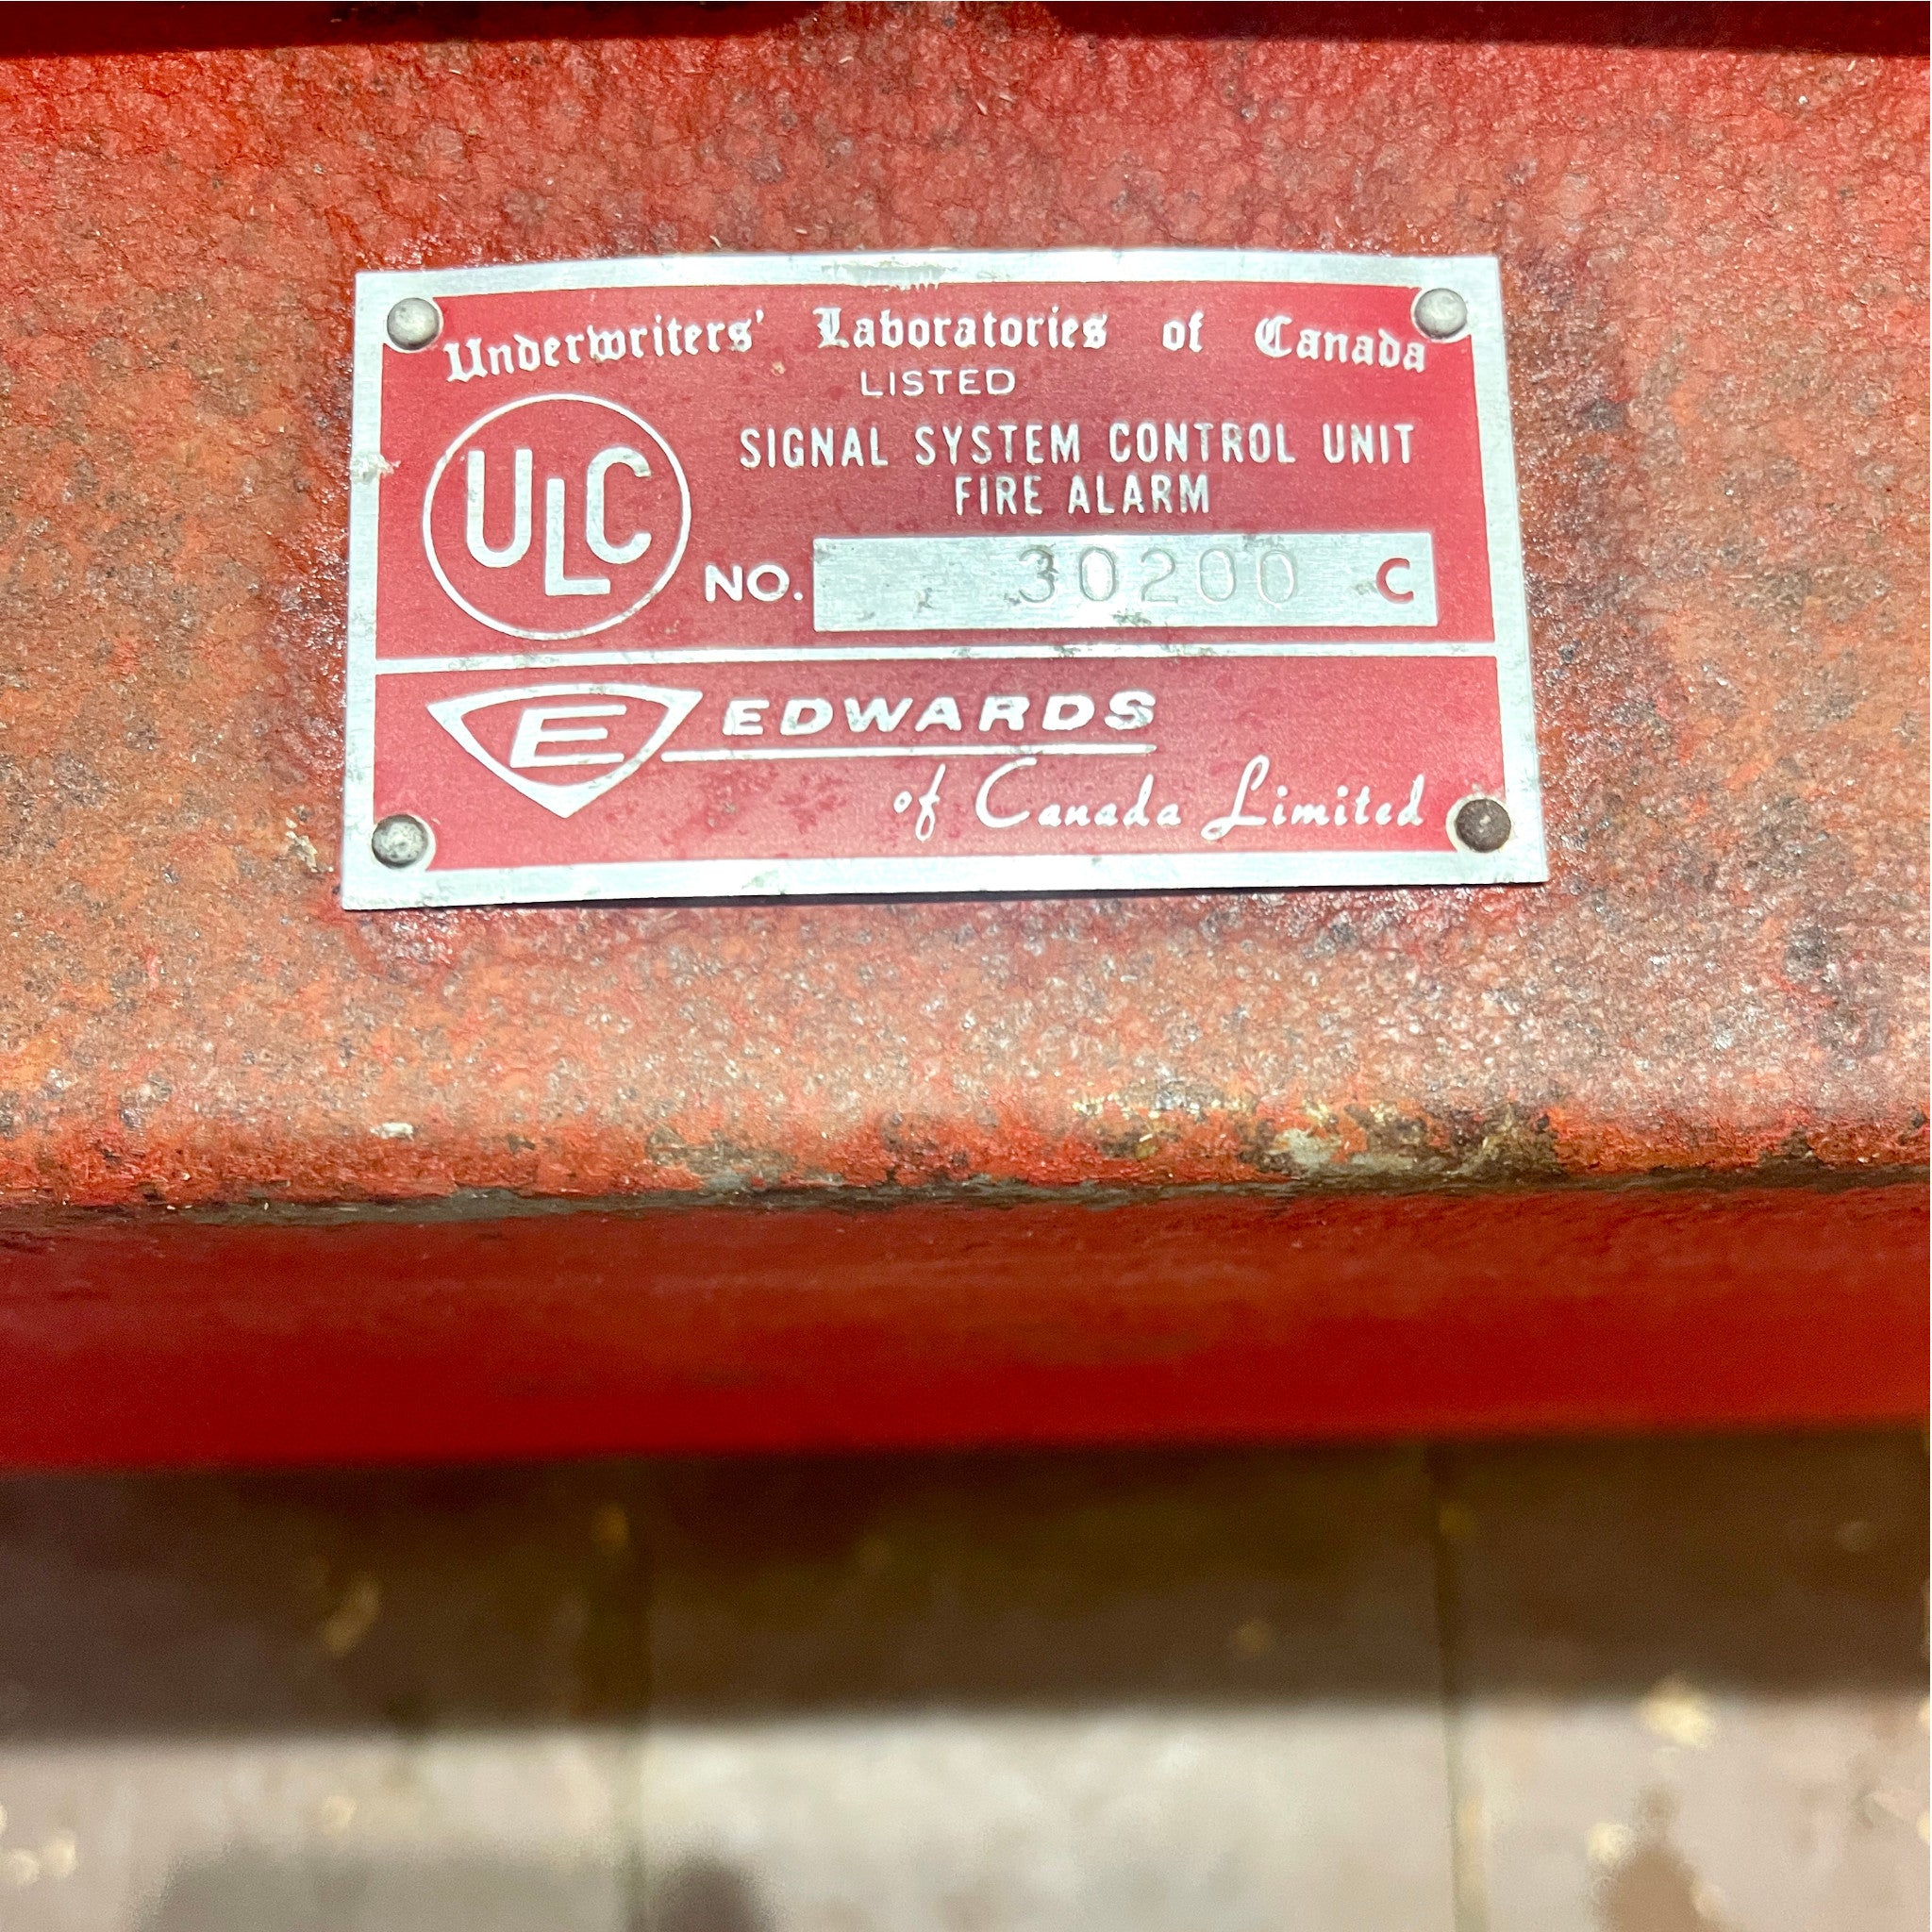 Underwriters' Laboratories of Canada
LISTED
ULC
SIGNAL SYSTEM CONTROL UNIT
FIRE ALARM
NO. 30200 C
E EDWARDS
of Canada Limited